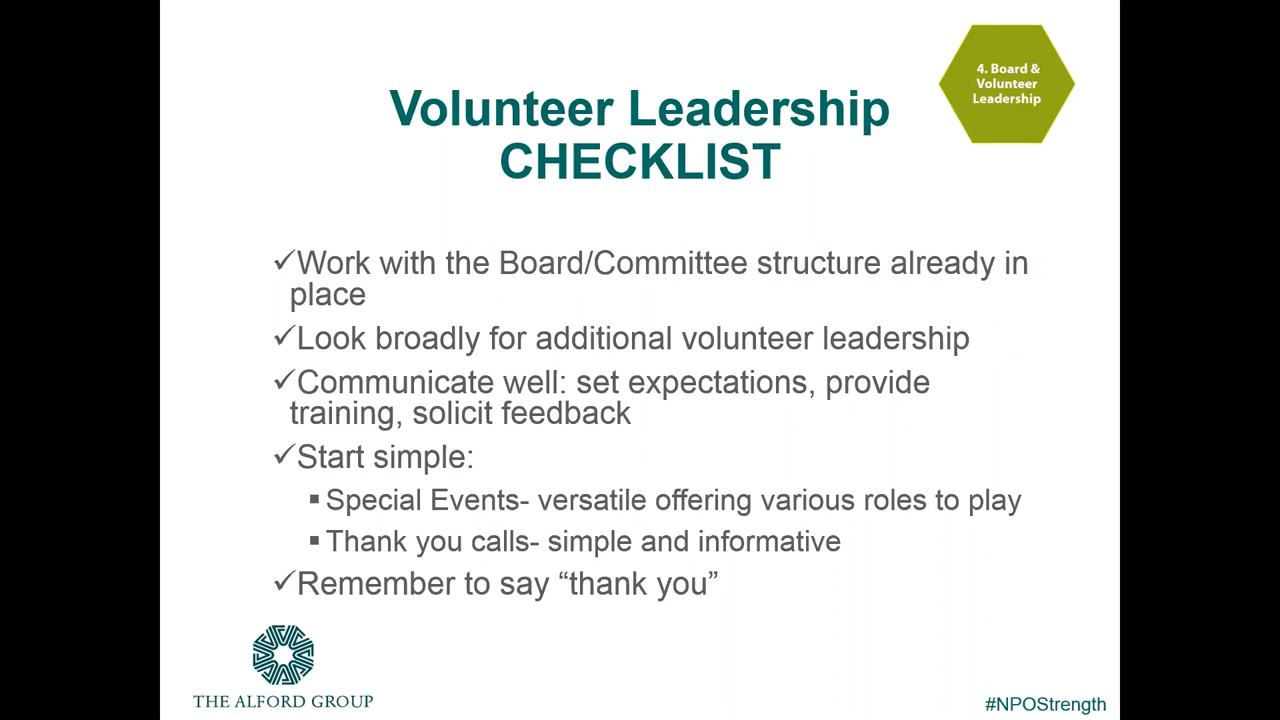 4. Board &
Volunteer
Leadership
Volunteer Leadership
CHECKLIST
✓Work with the Board/Committee structure already in
place
✓Look broadly for additional volunteer leadership
✓Communicate well: set expectations, provide
training, solicit feedback
✓Start simple:
▪Special Events- versatile offering various roles to play
▪Thank you calls- simple and informative
✓Remember to say “thank you”
THE ALFORD GROUP
#NPOStrength